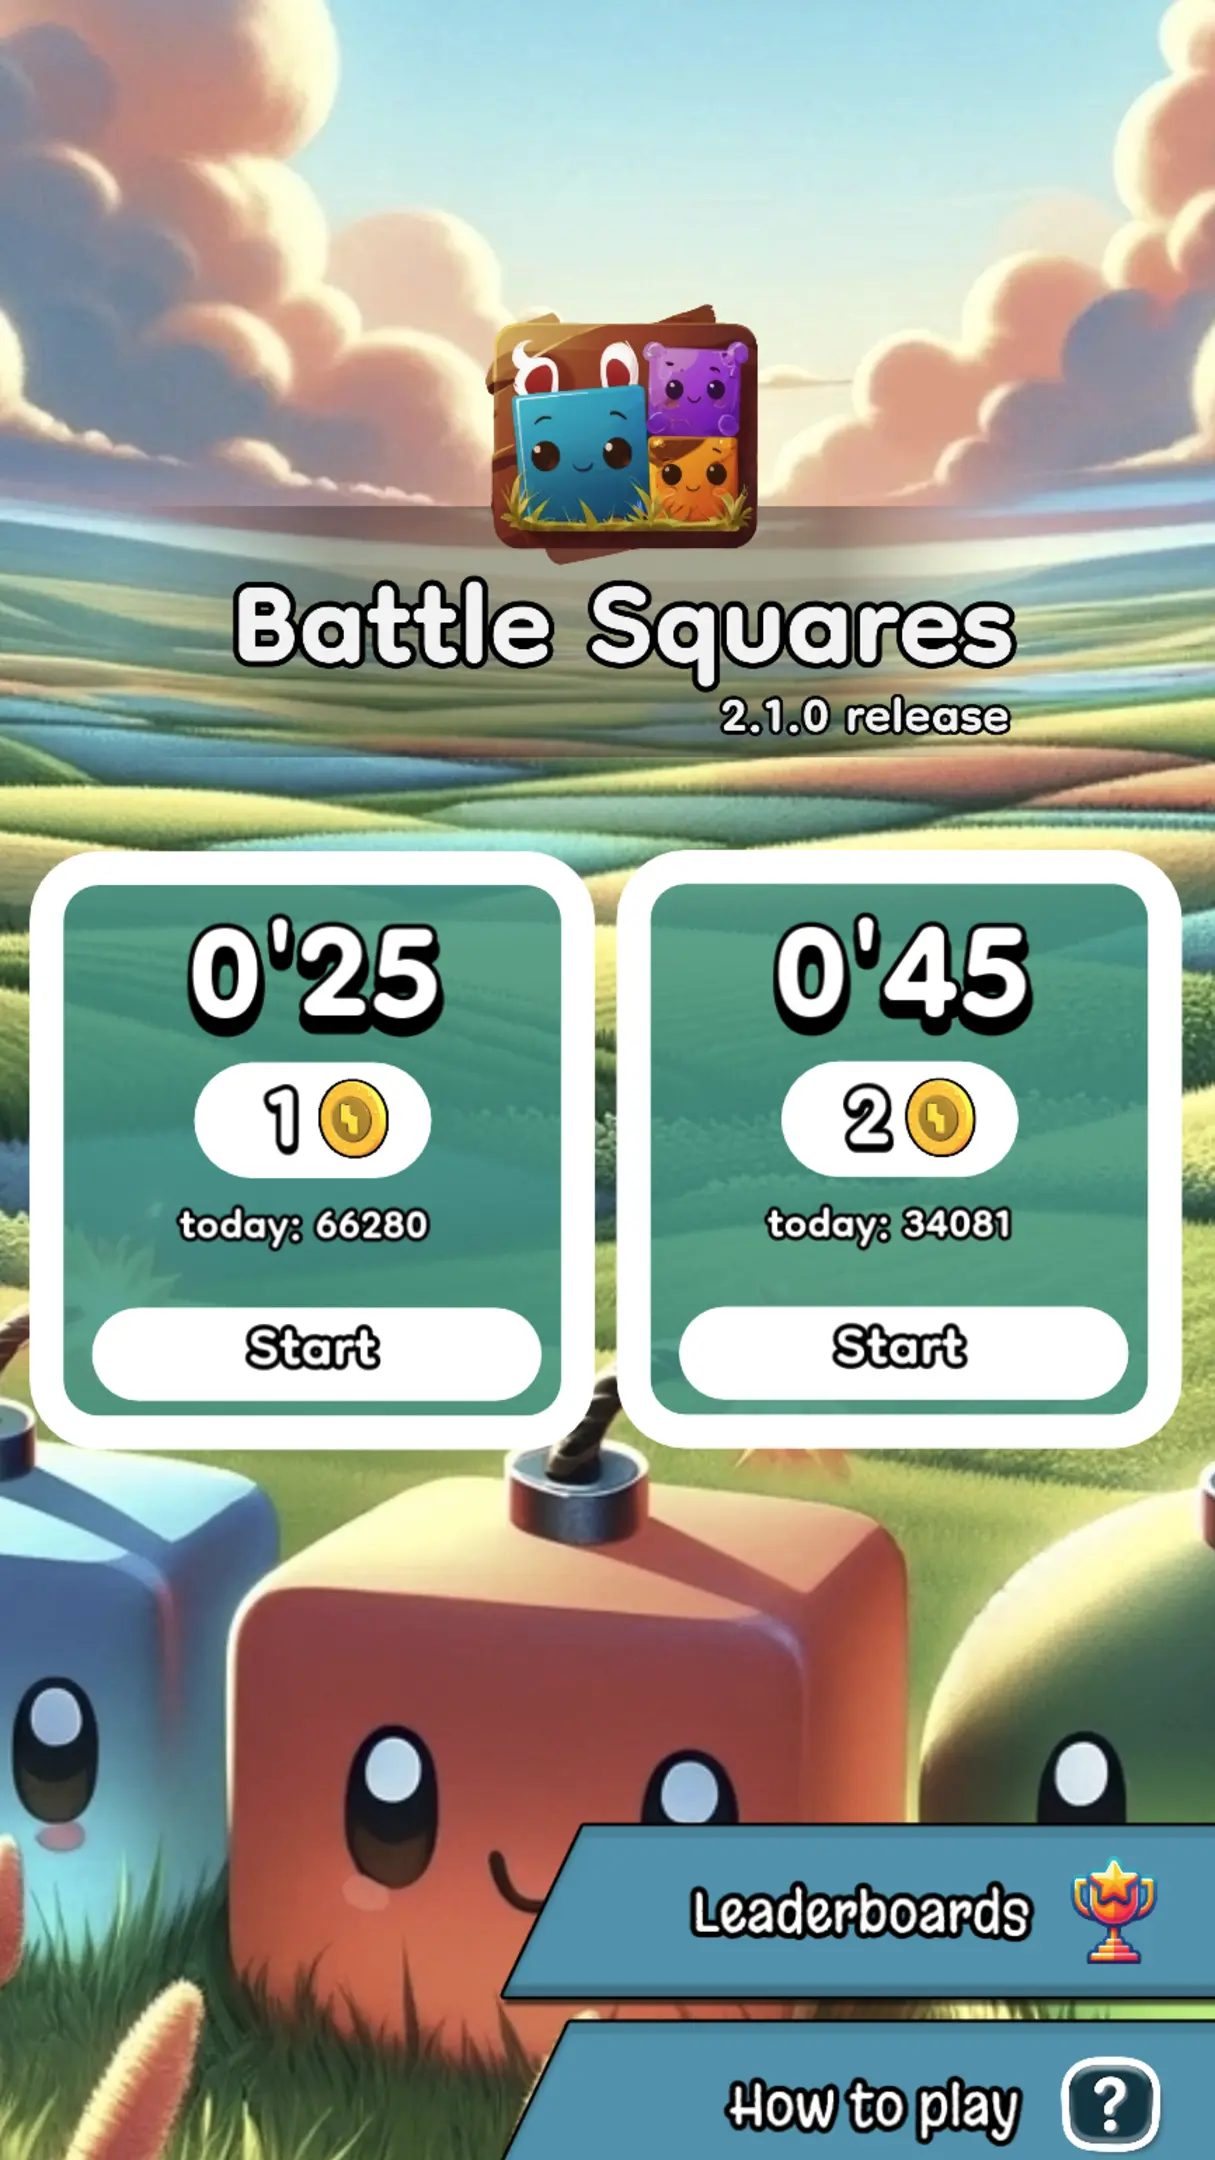 Battle Squares
2.1.0 release
0'25
1
today: 66280
Start
0'45
2
today: 34081
Start
Leaderboards
How to play
?